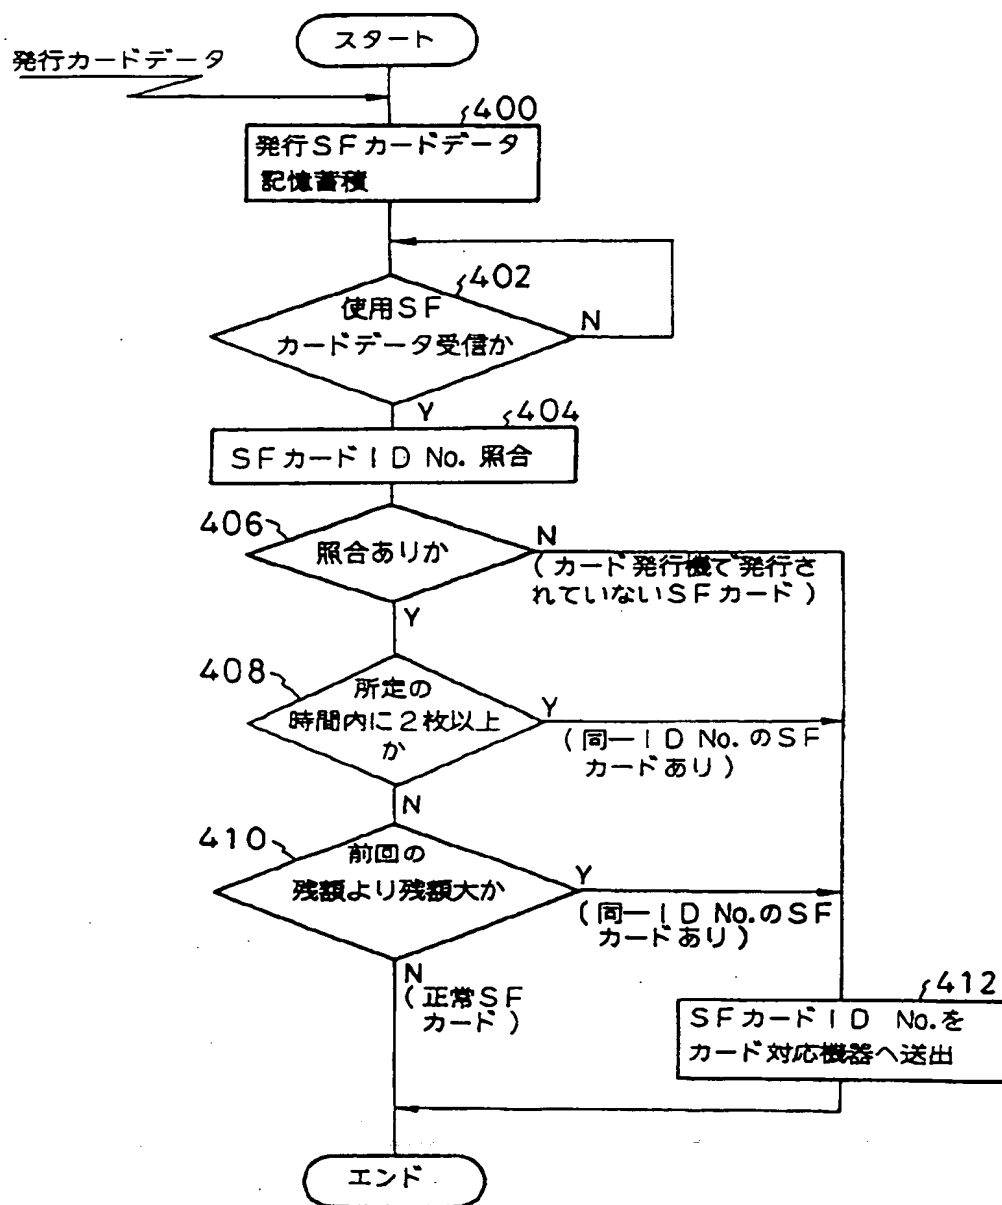 スタート
発行カードデータ
400
発行SFカードデータ
記憶蓄積
402
使用SF
カードデータ受信か
N
Y
404
SFカードID No. 照合
406
照合ありか
N
(カード発行機で発行さ
れていないSFカード)
Y
408
所定の
時間内に2枚以上
か
Y
(同一ID No.のSF
カードあり)
N
410
前回の
残額より残額大か
Y
(同一ID No.のSF
カードあり)
N
(正常SF
カード)
412
SFカードID No.を
カード対応機器へ送出
エンド